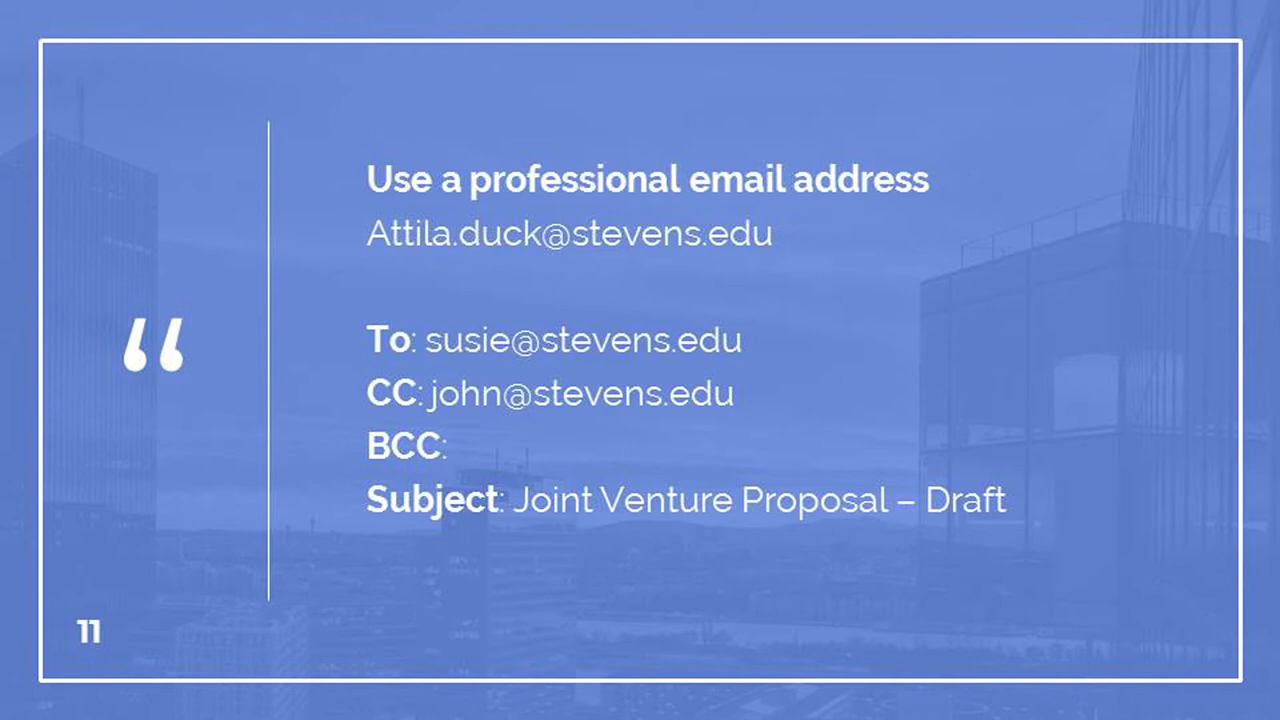 Use a professional email address
Attila.duck@stevens.edu
“
To: susie@stevens.edu
CC: john@stevens.edu
BCC:
Subject: Joint Venture Proposal – Draft
11